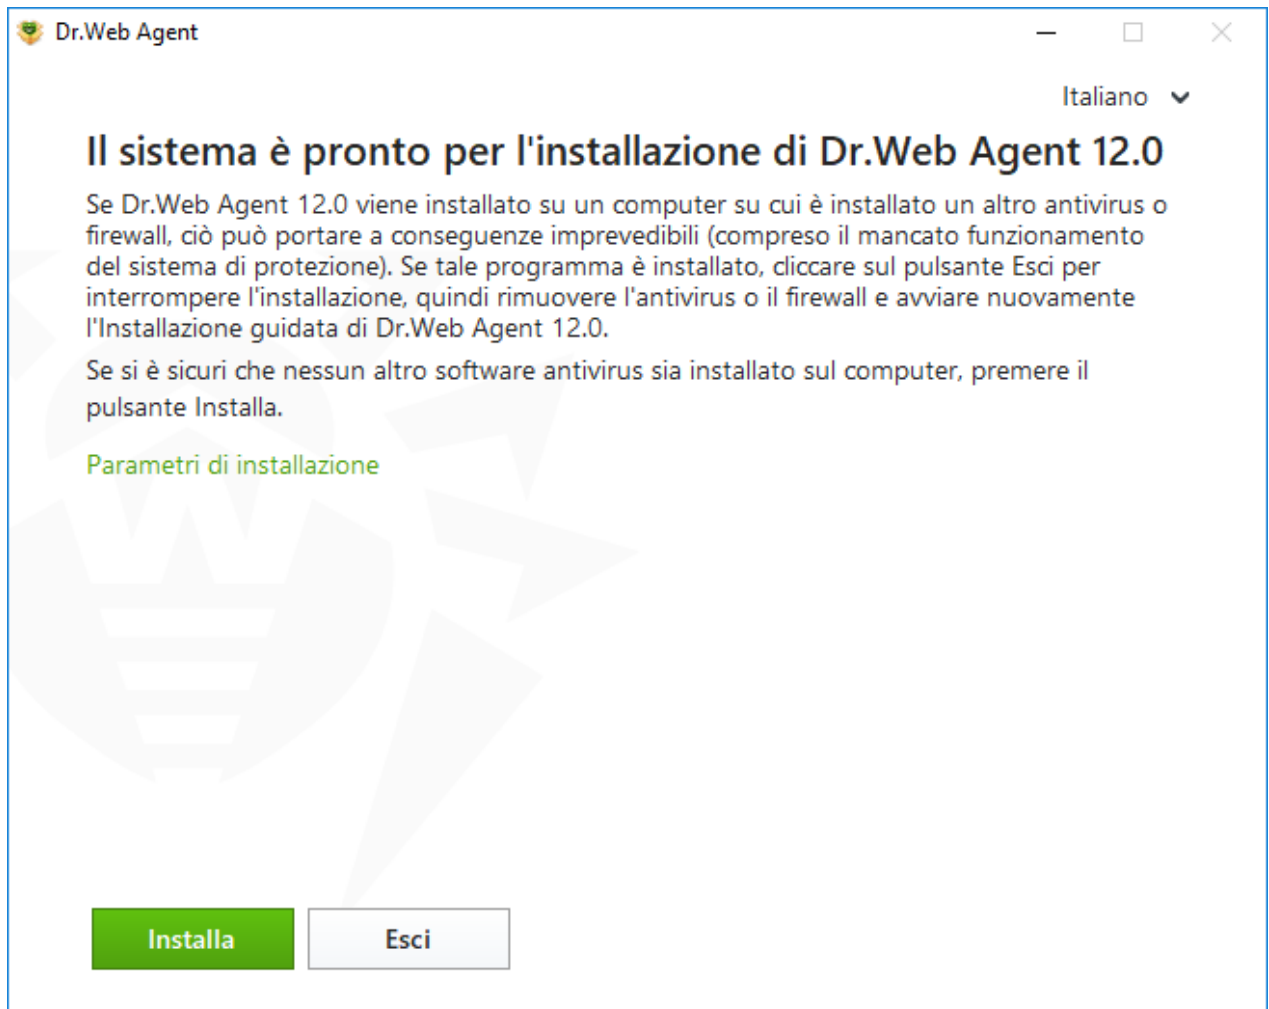 Dr.Web Agent
Italiano
Il sistema è pronto per l'installazione di Dr.Web Agent 12.0
Se Dr.Web Agent 12.0 viene installato su un computer su cui è installato un altro antivirus o
firewall, ciò può portare a conseguenze imprevedibili (compreso il mancato funzionamento
del sistema di protezione). Se tale programma è installato, cliccare sul pulsante Esci per
interrompere l'installazione, quindi rimuovere l'antivirus o il firewall e avviare nuovamente
l'Installazione guidata di Dr.Web Agent 12.0.
Se si è sicuri che nessun altro software antivirus sia installato sul computer, premere il
pulsante Installa.
Parametri di installazione
Installa
Esci